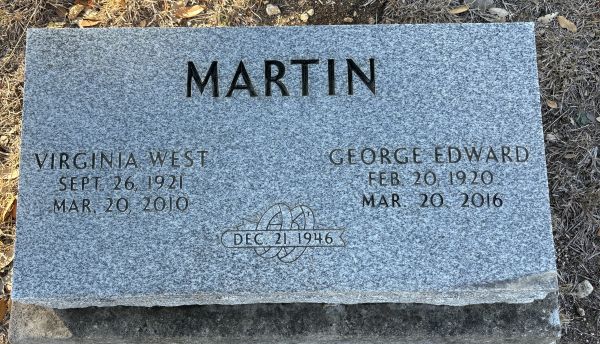 MARTIN
VIRGINIA WEST
SEPT. 26, 1921
MAR. 20, 2010
GEORGE EDWARD
FEB. 20, 1920
MAR. 20. 2016
DEC. 21, 1946